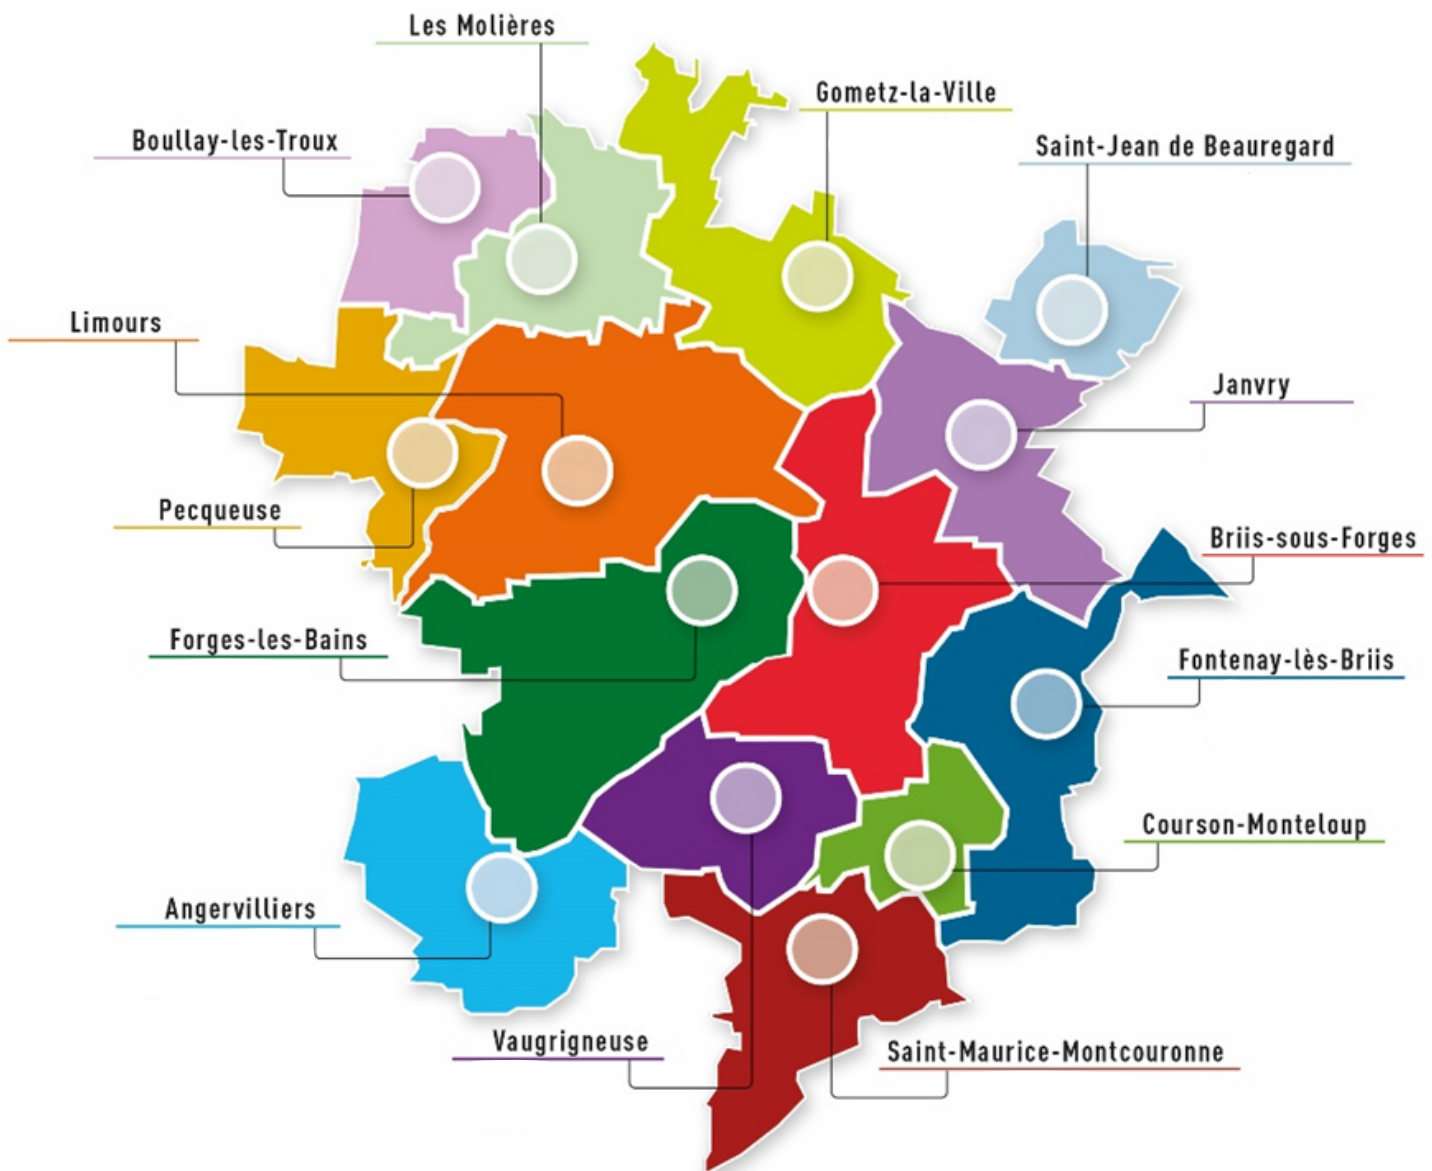 Les Molières
Gometz-la-Ville
Boullay-les-Troux
Saint-Jean de Beauregard
Limours
Janvry
Pecqueuse
Briis-sous-Forges
Forges-les-Bains
Fontenay-lès-Briis
Courson-Monteloup
Angervilliers
Vaugrigneuse
Saint-Maurice-Montcouronne